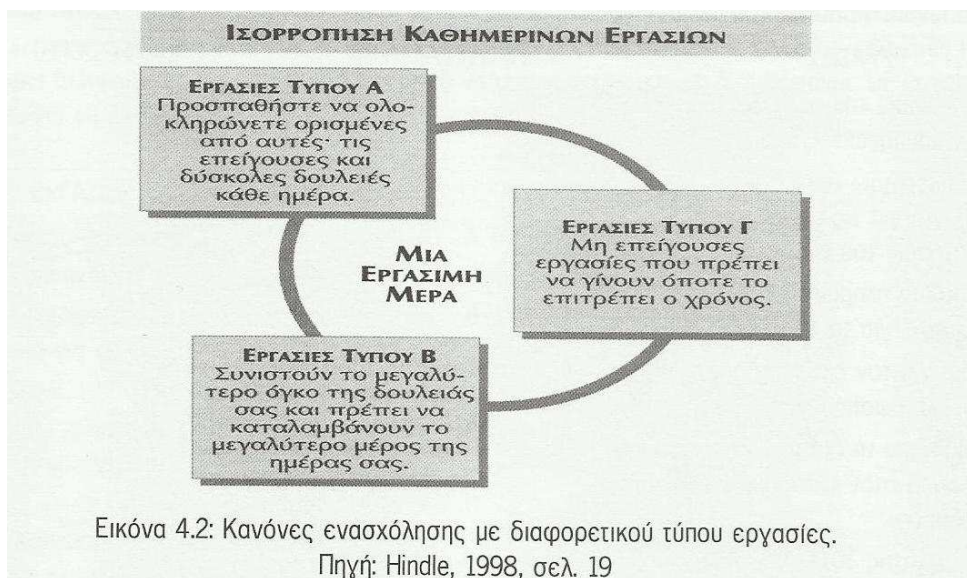 ΙΣΟΡΡΟΠΗΣΗ ΚΑΘΗΜΕΡΙΝΩΝ ΕΡΓΑΣΙΩΝ
ΕΡΓΑΣΙΕΣ ΤΥΠΟΥ Α
Προσπαθήστε να ολο-
κληρώνετε ορισμένες
από αυτές· τις
επείγουσες και
δύσκολες δουλειές
κάθε ημέρα.
ΜΙΑ
ΕΡΓΑΣΙΜΗ
ΜΕΡΑ
ΕΡΓΑΣΙΕΣ ΤΥΠΟΥ Γ
Μη επείγουσες
εργασίες που πρέπει
να γίνουν όποτε το
επιτρέπει ο χρόνος.
ΕΡΓΑΣΙΕΣ ΤΥΠΟΥ Β
Συνιστούν το μεγαλύ-
τερο όγκο της δουλειάς
σας και πρέπει να
καταλαμβάνουν το
μεγαλύτερο μέρος της
ημέρας σας.
Εικόνα 4.2: Κανόνες ενασχόλησης με διαφορετικού τύπου εργασίες.
Πηγή: Hindle, 1998, σελ. 19